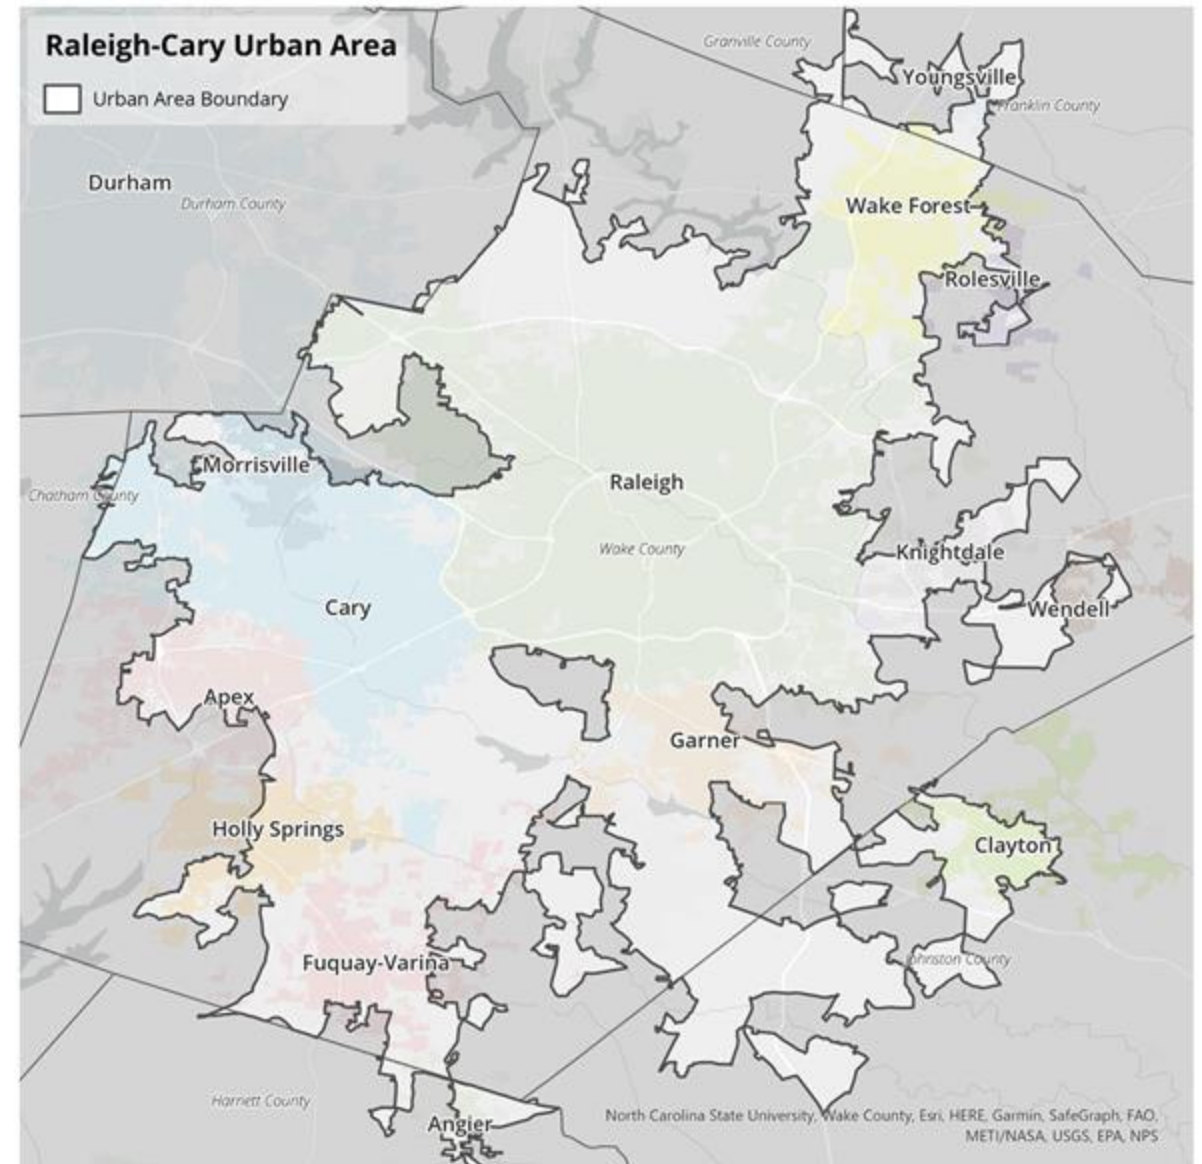 Raleigh-Cary Urban Area
Urban Area Boundary
Granville County
Youngsville
Franklin County
Durham
Durham County
Wake Forest
Rolesville
Morrisville
Chatham County
Raleigh
Wake County
Knightdale
Cary
Wendell
Apex
Garner
Holly Springs
Clayton
Fuquay-Varina
Johnston County
Harnett County
Angier
North Carolina State University, Wake County, Esri, HERE, Garmin, SafeGraph, FAO,
METI/NASA, USGS, EPA, NPS